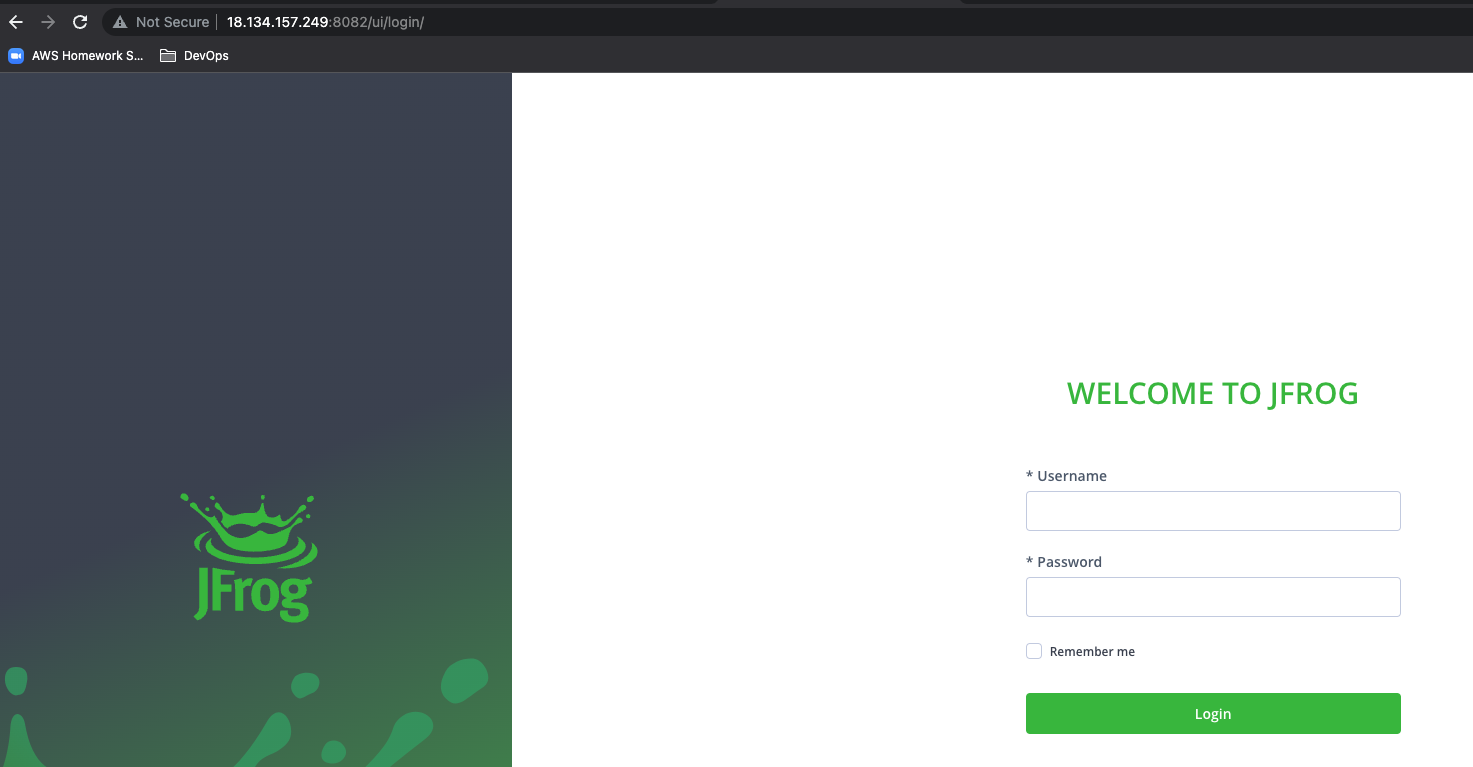 Not Secure 18.134.157.249:8082/ui/login/
AWS Homework S... DevOps
JFrog
WELCOME TO JFROG
* Username
* Password
Remember me
Login